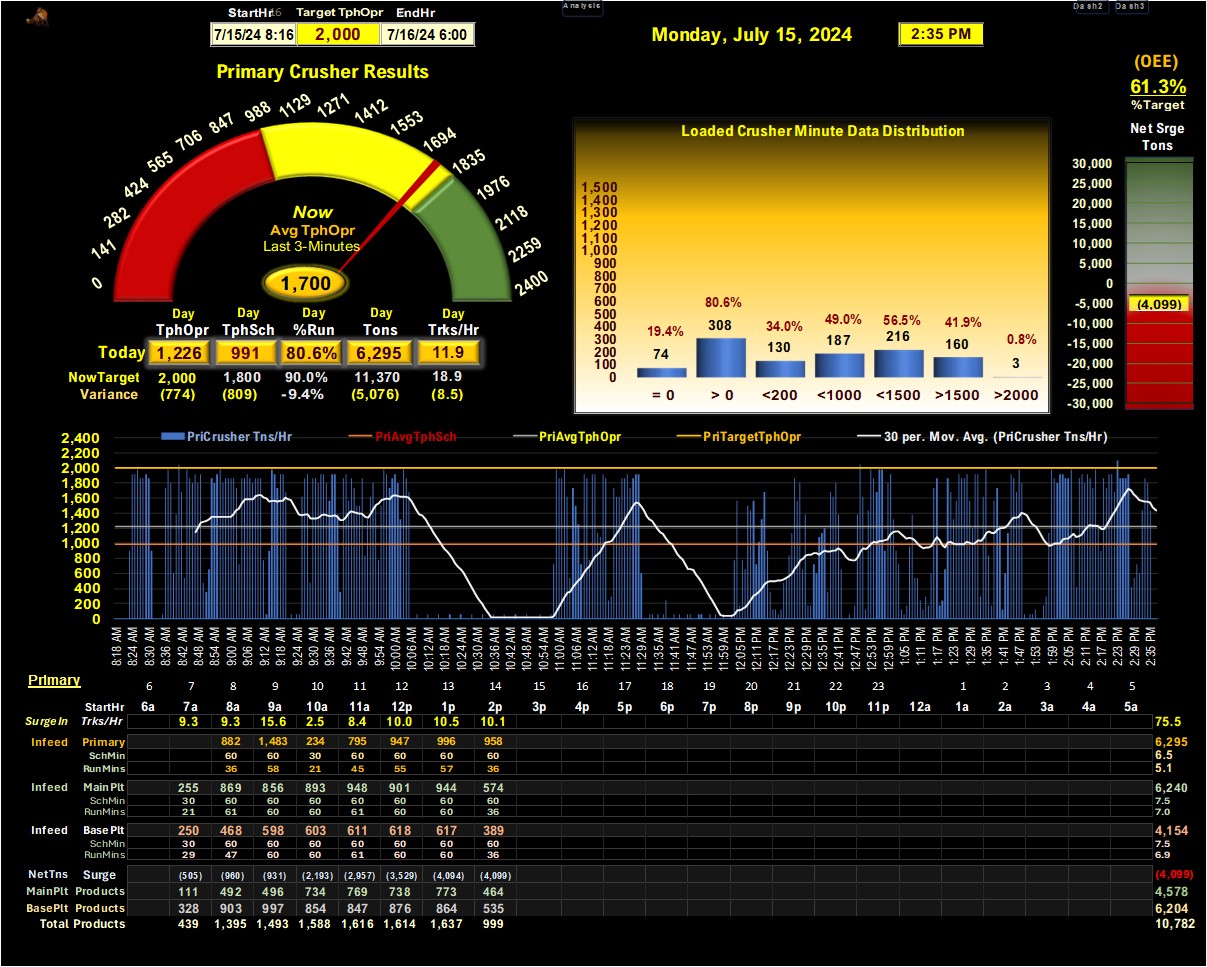 Analysis Dash2 Dash3
StartHr 16 Target TphOpr EndHr
7/15/24 8:16 2,000 7/16/24 6:00
Monday, July 15, 2024 2:35 PM
(OEE)
61.3%
%Target
Net Srge
Tons
30,000
25,000
20,000
15,000
10,000
5,000
0
-5,000
(4,099)
-10,000
-15,000
-20,000
-25,000
-30,000
Primary Crusher Results
0 141 282 424 565 706 847 988 1129 1271 1412 1553 1694 1835 1976 2118 2259 2400
Now
Avg TphOpr
Last 3-Minutes
1,700
Day Day Day Day Day
TphOpr TphSch %Run Tons Trks/Hr
Today 1,226 991 80.6% 6,295 11.9
NowTarget 2,000 1,800 90.0% 11,370 18.9
Variance (774) (809) -9.4% (5,076) (8.5)
Loaded Crusher Minute Data Distribution
1,500
1,400
1,300
1,200
1,100
1,000
900
800
700
600
500
400
300
200
100
0
19.4% 80.6% 34.0% 49.0% 56.5% 41.9% 0.8%
74 308 130 187 216 160 3
= 0 > 0 <200 <1000 <1500 >1500 >2000
PriCrusher Tns/Hr PriAvgTphSch PriAvgTphOpr PriTargetTphOpr 30 per. Mov. Avg. (PriCrusher Tns/Hr)
2,400
2,200
2,000
1,800
1,600
1,400
1,200
1,000
800
600
400
200
0
8:18 AM 8:24 AM 8:30 AM 8:36 AM 8:42 AM 8:48 AM 8:54 AM 9:00 AM 9:06 AM 9:12 AM 9:18 AM 9:24 AM 9:30 AM 9:36 AM 9:42 AM 9:48 AM 9:54 AM 10:00 AM 10:06 AM 10:12 AM 10:24 AM 10:30 AM 10:36 AM 10:42 AM 10:48 AM 10:54 AM 11:00 AM 11:06 AM 11:12 AM 11:18 AM 11:23 AM 11:29 AM 11:35 AM 11:41 AM 11:47 AM 11:53 AM 11:59 AM 12:05 PM 12:11 PM 12:17 PM 12:23 PM 12:29 PM 12:35 PM 12:41 PM 12:47 PM 12:53 PM 12:59 PM 1:05 PM 1:11 PM 1:17 PM 1:23 PM 1:29 PM 1:35 PM 1:41 PM 1:47 PM 1:53 PM 1:59 PM 2:05 PM 2:11 PM 2:17 PM 2:23 PM 2:29 PM 2:35 PM
Primary
6 7 8 9 10 11 12 13 14 15 16 17 18 19 20 21 22 23 1 2 3 4 5
StartHr 6a 7a 8a 9a 10a 11a 12p 1p 2p 3p 4p 5p 6p 7p 8p 9p 10p 11p 12a 1a 2a 3a 4a 5a
SurgeIn Trks/Hr 9.3 9.3 15.6 2.5 8.4 10.0 10.5 10.1 75.5
Infeed Primary 882 1,483 234 795 947 996 958 6,295
SchMin 60 60 30 60 60 60 60 6.5
RunMins 36 58 21 45 55 57 36 5.1
Infeed MainPlt 255 869 856 893 948 901 944 574 6,240
SchMin 30 60 60 60 60 60 60 60 7.5
RunMins 21 61 60 60 61 60 60 36 7.0
Infeed BasePlt 250 468 598 603 611 618 617 389 4,154
SchMin 30 60 60 60 60 60 60 60 7.5
RunMins 29 47 60 60 61 60 60 36 6.9
NetTns Surge (505) (960) (931) (2,193) (2,957) (3,529) (4,094) (4,099) (4,099)
MainPlt Products 111 492 496 734 769 738 773 464 4,578
BasePlt Products 328 903 997 854 847 876 864 535 6,204
Total Products 439 1,395 1,493 1,588 1,616 1,614 1,637 999 10,782